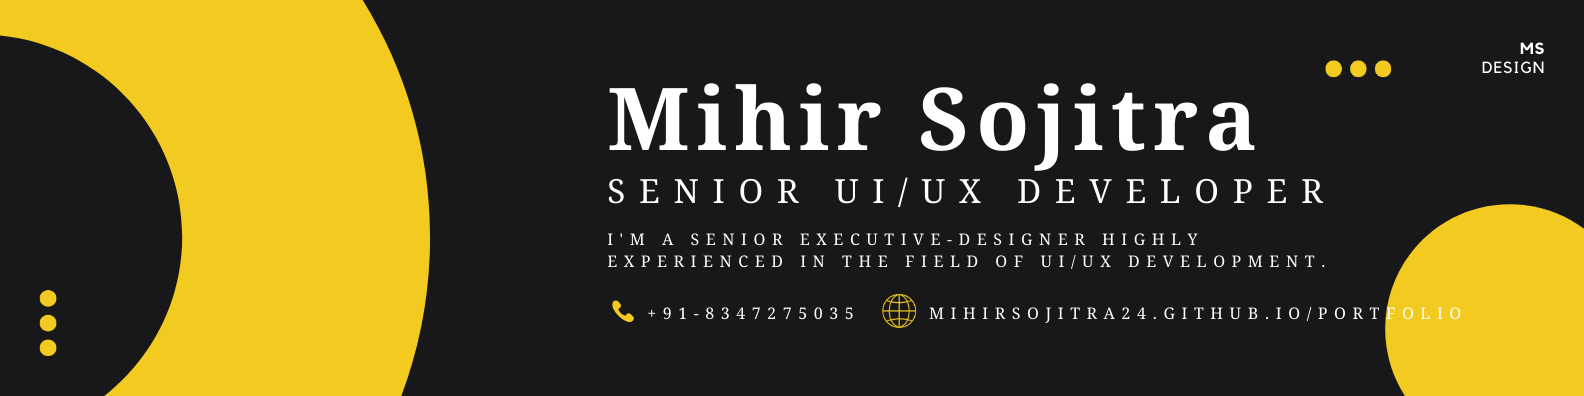 MS
DESIGN
Mihir Sojitra
SENIOR UI/UX DEVELOPER
I'M A SENIOR EXECUTIVE-DESIGNER HIGHLY
EXPERIENCED IN THE FIELD OF UI/UX DEVELOPMENT.
+91-8347275035 MIHIRSOJITRA24.GITHUB.IO/PORTFOLIO